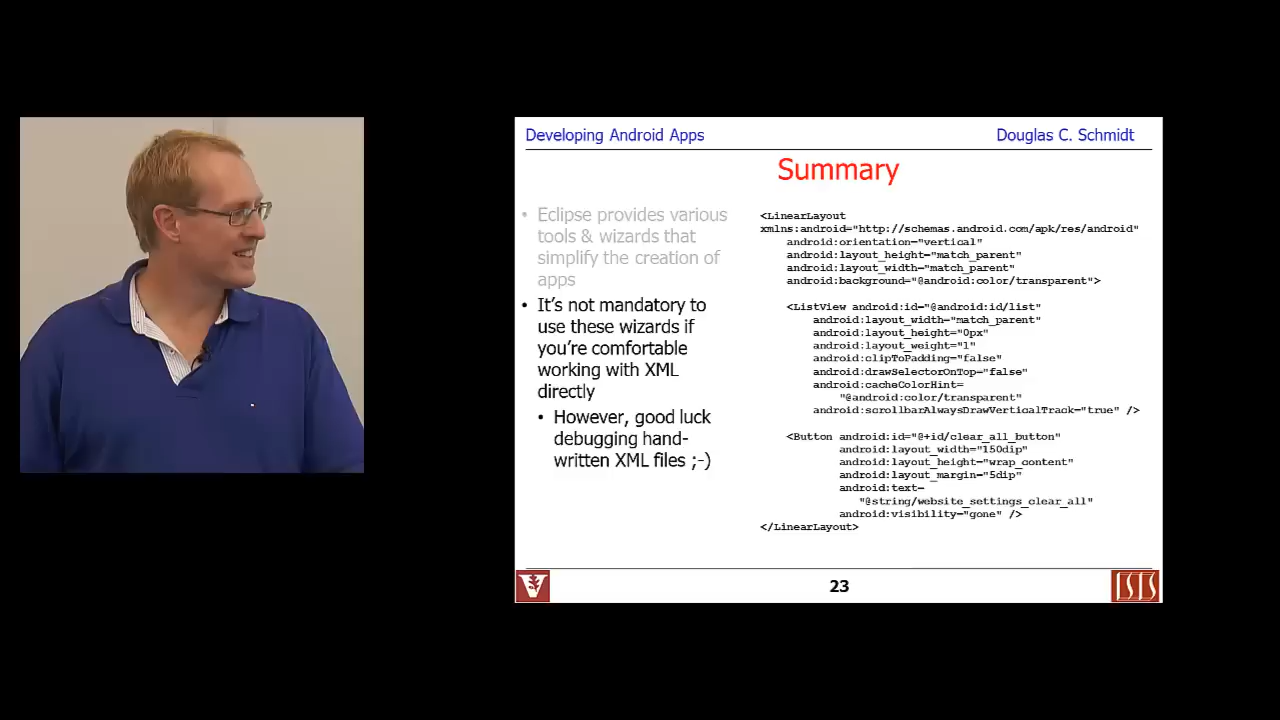 Developing Android Apps
Douglas C. Schmidt
Summary
• Eclipse provides various
tools & wizards that
simplify the creation of
apps
• It's not mandatory to
use these wizards if
you're comfortable
working with XML
directly
• However, good luck
debugging hand-
written XML files ;-)
<LinearLayout
xmlns:android="http://schemas.android.com/apk/res/android"
android:orientation="vertical"
android:layout_height="match_parent"
android:layout_width="match_parent"
android:background="@android:color/transparent">
<ListView android:id="@android:id/list"
android:layout_width="match_parent"
android:layout_height="0px"
android:layout_weight="1"
android:clipToPadding="false"
android:drawSelectorOnTop="false"
android:cacheColorHint=
"@android:color/transparent"
android:scrollbarAlwaysDrawVerticalTrack="true" />
<Button android:id="@+id/clear_all_button"
android:layout_width="150dip"
android:layout_height="wrap_content"
android:layout_margin="5dip"
android:text=
"@string/website_settings_clear_all"
android:visibility="gone" />
</LinearLayout>
V
23
ISIS